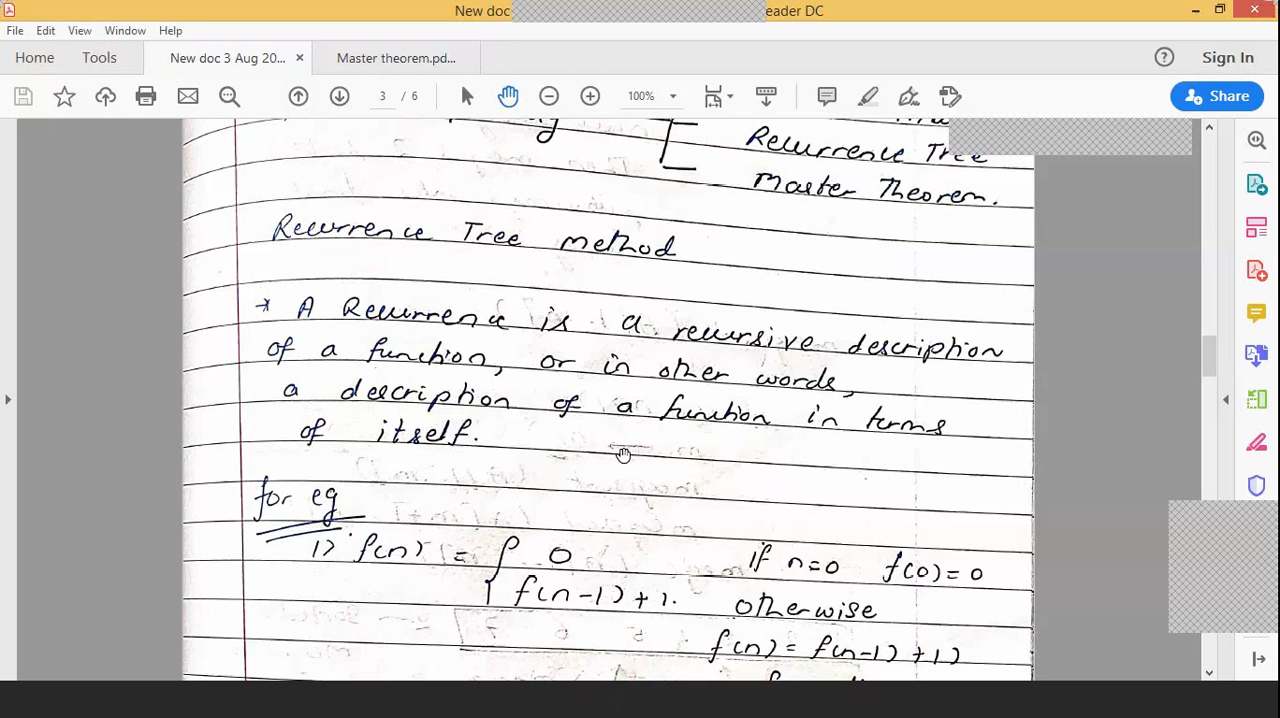 New doc
eader DC
File Edit View Window Help
Home Tools New doc 3 Aug 20... × Master theorem.pd... Sign In
3 / 6 100% Share
Recurrence Tree
Master Theorem.
Recurrence Tree method
* A Recurrence is a recursive description
of a function, or in other words,
a description of a function in terms
of itself.
for eg
1) f(n) = { 0 if n=0 f(0)=0
f(n-1)+1. otherwise
f(n) = f(n-1)+1)